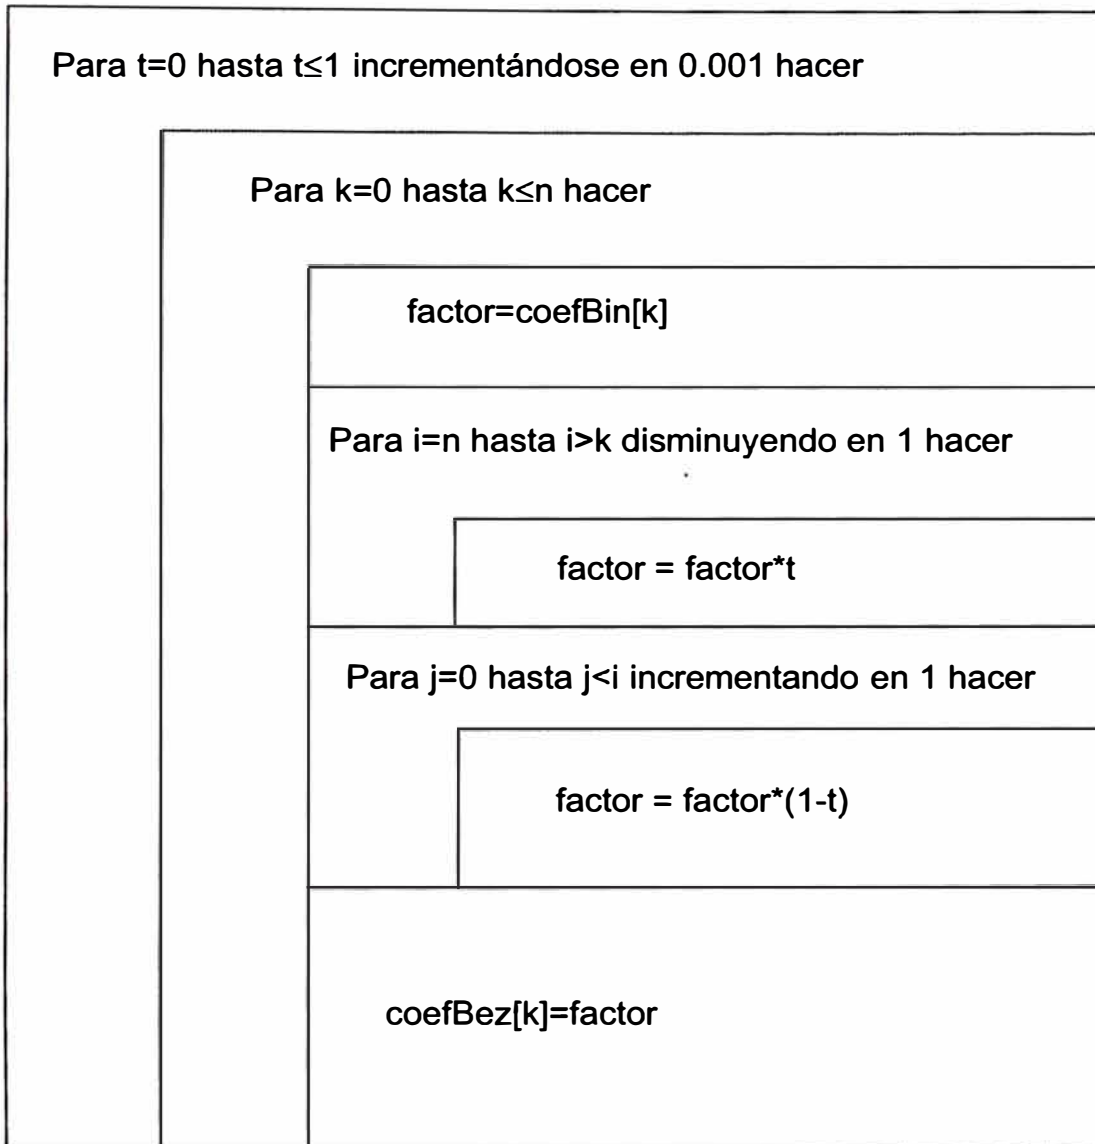 Para t=0 hasta t≤1 incrementándose en 0.001 hacer
Para k=0 hasta k≤n hacer
factor=coefBin[k]
Para i=n hasta i>k disminuyendo en 1 hacer
factor = factor*t
Para j=0 hasta j<i incrementando en 1 hacer
factor = factor*(1-t)
coefBez[k]=factor